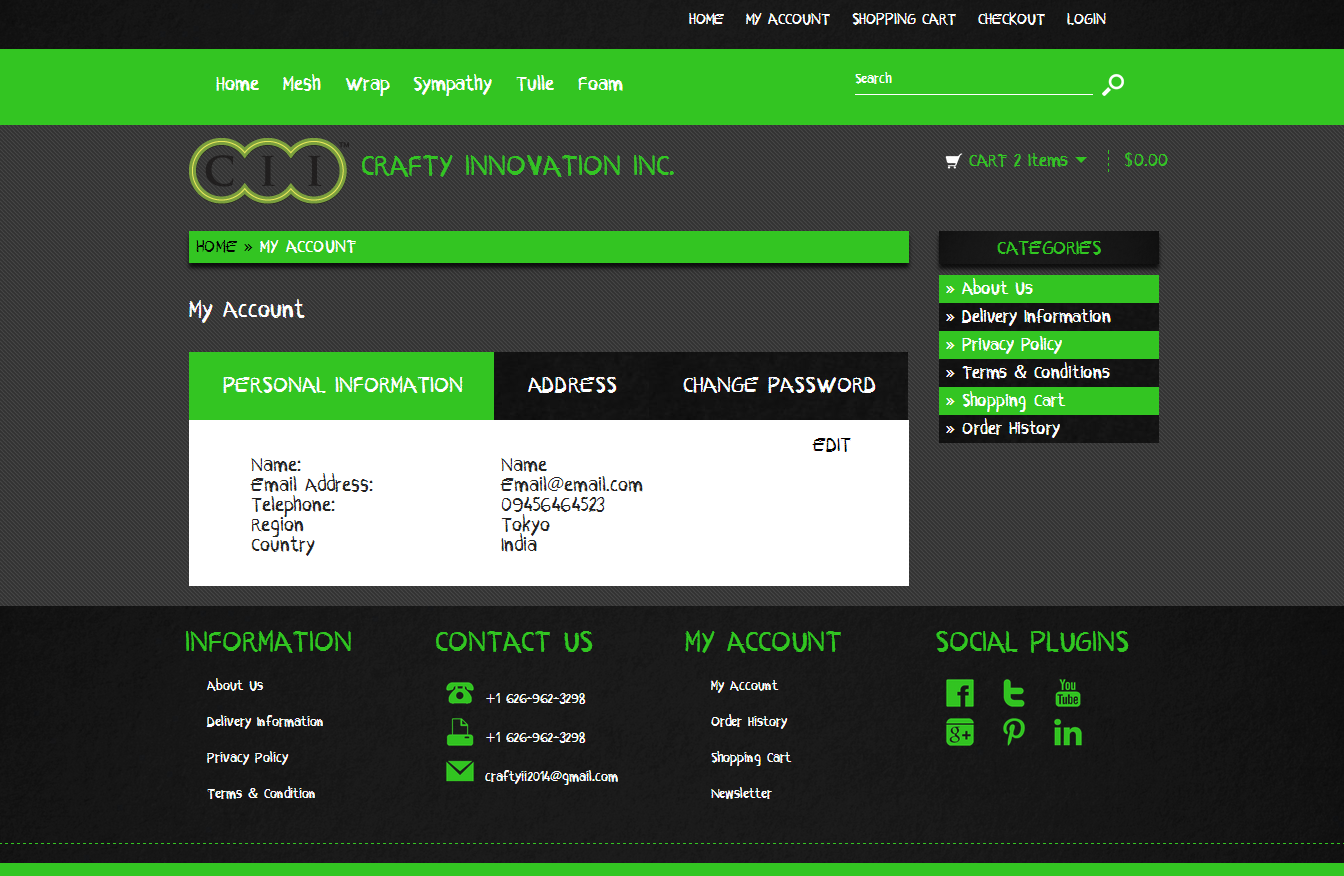 HOME MY ACCOUNT SHOPPING CART CHECKOUT LOGIN
Home Mesh Wrap Sympathy Tulle Foam Search
CII™ CRAFTY INNOVATION INC. CART 2 Items $0.00
HOME » MY ACCOUNT
My Account
PERSONAL INFORMATION ADDRESS CHANGE PASSWORD
EDIT
Name: Name
Email Address: Email@email.com
Telephone: 09456464523
Region Tokyo
Country India
CATEGORIES
» About Us
» Delivery Information
» Privacy Policy
» Terms & Conditions
» Shopping Cart
» Order History
INFORMATION
About Us
Delivery Information
Privacy Policy
Terms & Condition
CONTACT US
+1 626-962-3298
+1 626-962-3298
craftyii2014@gmail.com
MY ACCOUNT
My Account
Order History
Shopping Cart
Newsletter
SOCIAL PLUGINS
You
Tube
g+
in